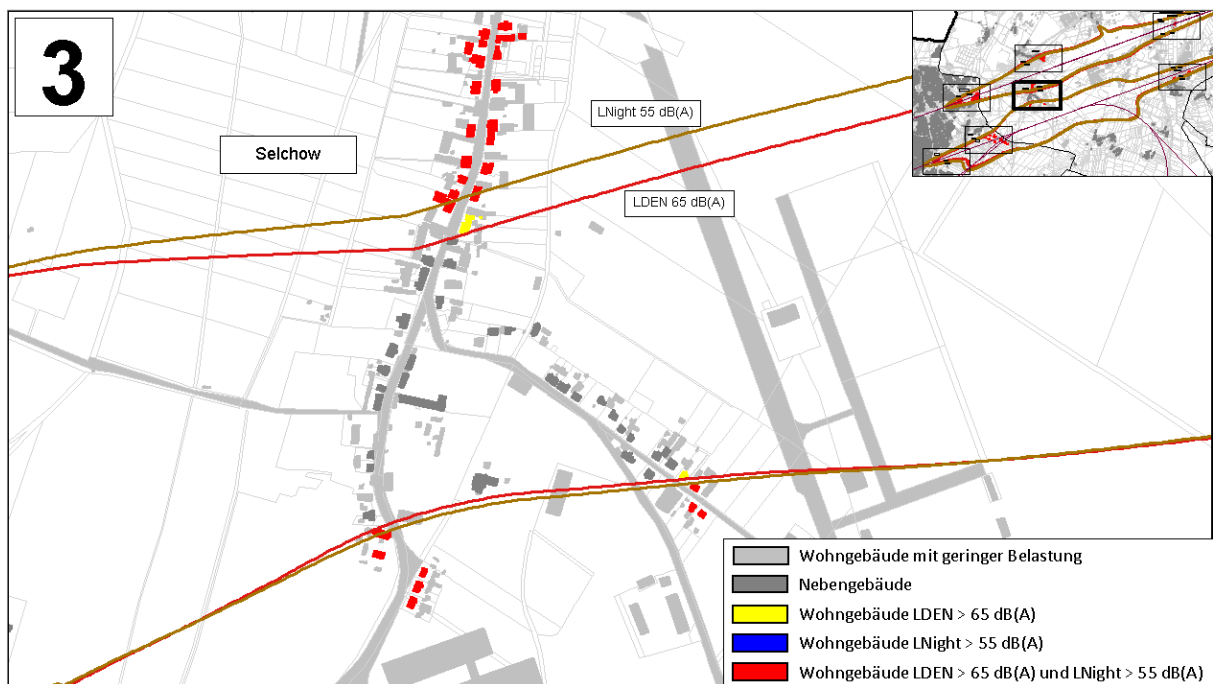 3
Selchow
LNight 55 dB(A)
LDEN 65 dB(A)
Wohngebäude mit geringer Belastung
Nebengebäude
Wohngebäude LDEN > 65 dB(A)
Wohngebäude LNight > 55 dB(A)
Wohngebäude LDEN > 65 dB(A) und LNight > 55 dB(A)